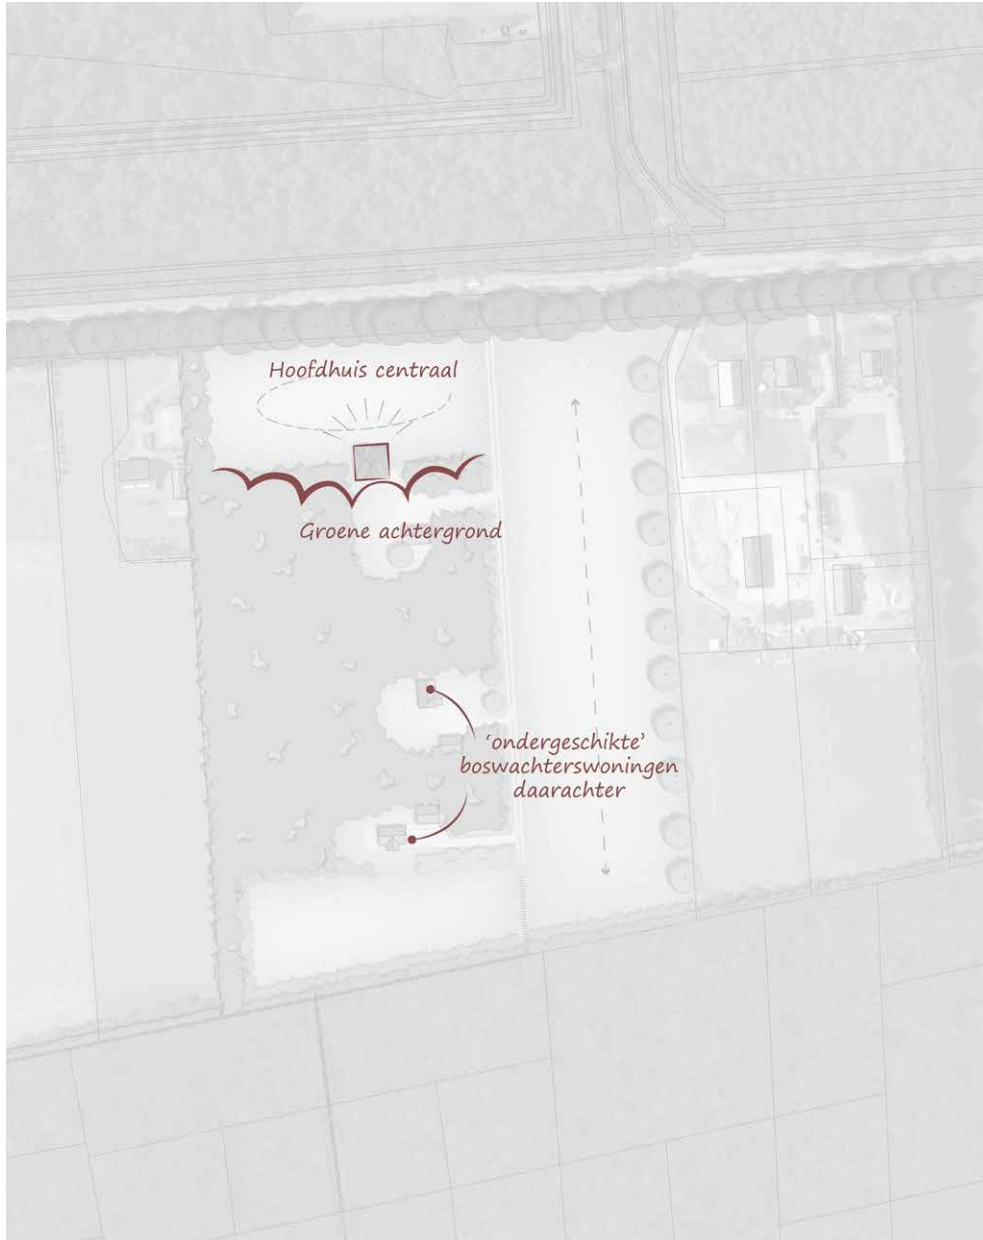 Hoofdhuis centraal
Groene achtergrond
‘ondergeschikte’
boswachterswoningen
daarachter